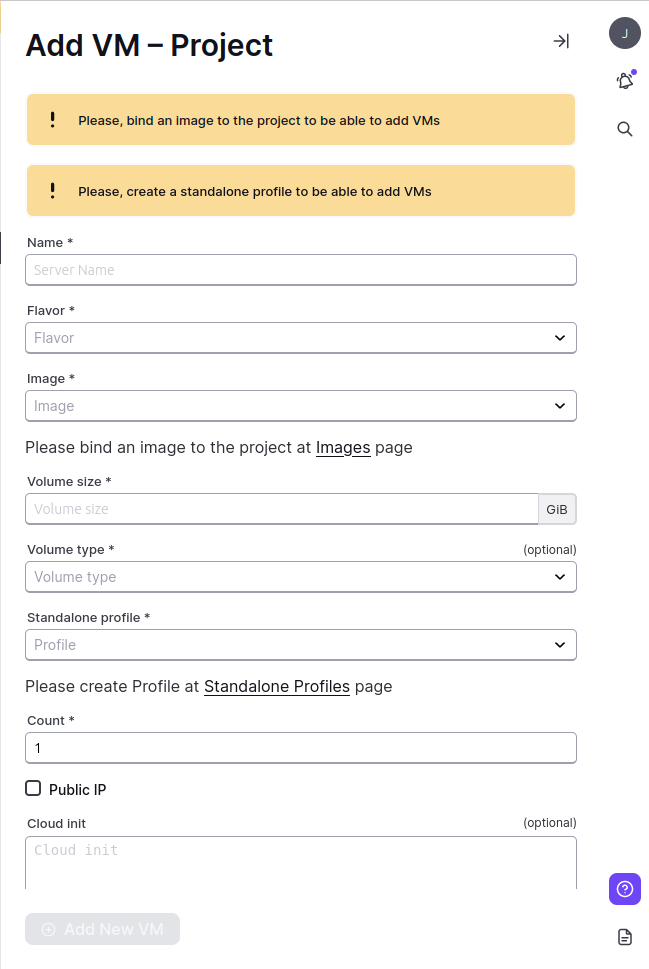 Add VM – Project
J
Please, bind an image to the project to be able to add VMs
Please, create a standalone profile to be able to add VMs
Name *
Server Name
Flavor *
Flavor
Image *
Image
Please bind an image to the project at Images page
Volume size *
Volume size GiB
Volume type * (optional)
Volume type
Standalone profile *
Profile
Please create Profile at Standalone Profiles page
Count *
1
Public IP
Cloud init (optional)
Cloud init
Add New VM